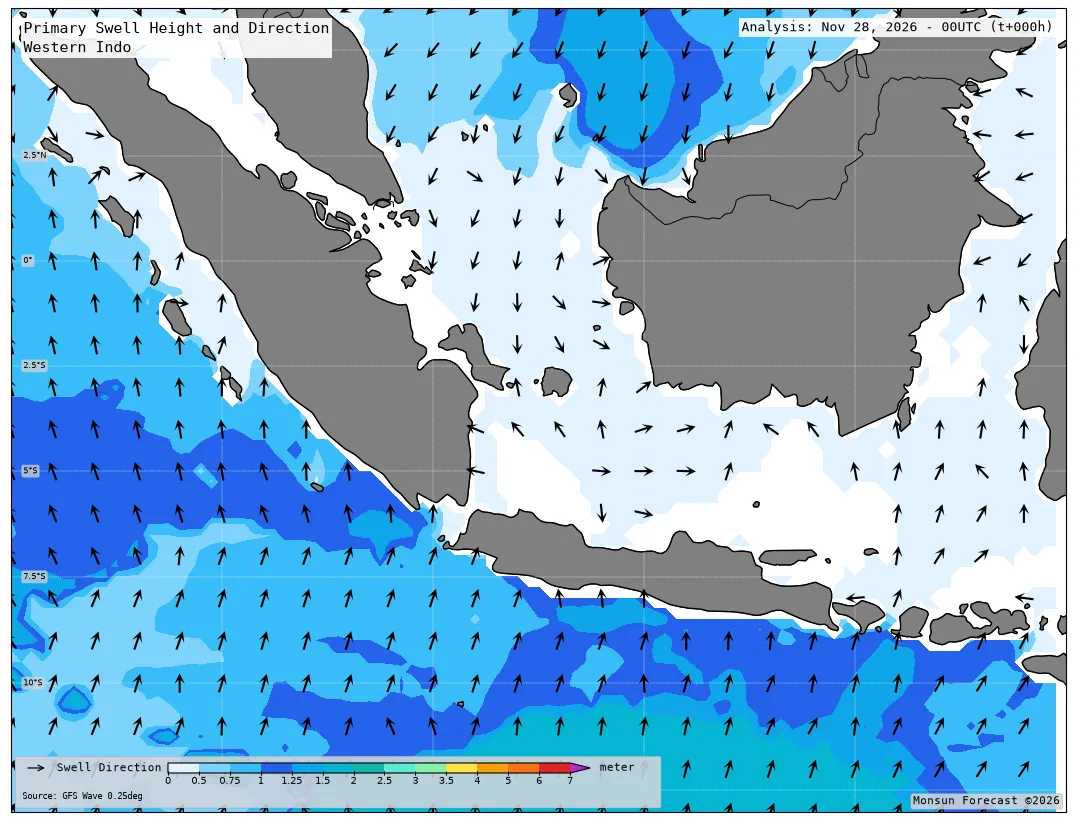 Primary Swell Height and Direction
Western Indo
Analysis: Nov 28, 2026 - 00UTC (t+000h)
2.5°N
0°
2.5°S
5°S
7.5°S
10°S
Swell Direction
0 0.5 0.75 1 1.25 1.5 2 2.5 3 3.5 4 5 6 7
meter
Source: GFS Wave 0.25deg
Monsun Forecast ©2026